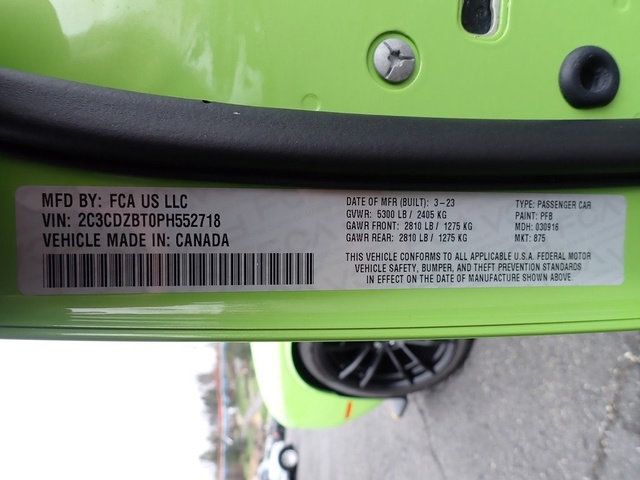 MFD BY: FCA US LLC
VIN: 2C3CDZBT0PH552718
VEHICLE MADE IN: CANADA
DATE OF MFR (BUILT): 3-23
GVWR: 5300 LB / 2405 KG
GAWR FRONT: 2810 LB / 1275 KG
GAWR REAR: 2810 LB / 1275 KG
TYPE: PASSENGER CAR
PAINT: PFB
MDH: 030916
MKT: 875
THIS VEHICLE CONFORMS TO ALL APPLICABLE U.S.A. FEDERAL MOTOR
VEHICLE SAFETY, BUMPER, AND THEFT PREVENTION STANDARDS
IN EFFECT ON THE DATE OF MANUFACTURE SHOWN ABOVE